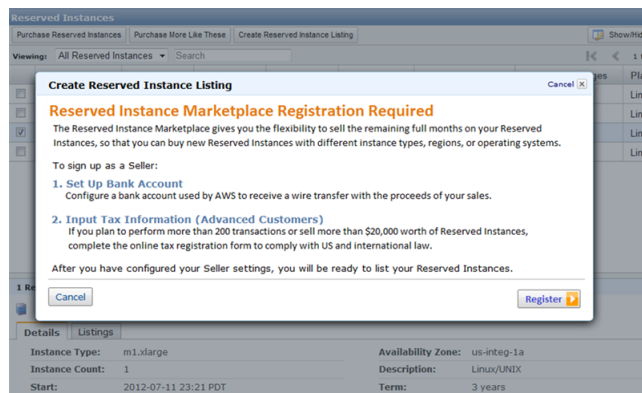 Reserved Instances
Purchase Reserved Instances Purchase More Like These Create Reserved Instance Listing Show/Hid
Viewing: All Reserved Instances Search
Create Reserved Instance Listing Cancel
Reserved Instance Marketplace Registration Required
The Reserved Instance Marketplace gives you the flexibility to sell the remaining full months on your Reserved
Instances, so that you can buy new Reserved Instances with different instance types, regions, or operating systems.
To sign up as a Seller:
1. Set Up Bank Account
Configure a bank account used by AWS to receive a wire transfer with the proceeds of your sales.
2. Input Tax Information (Advanced Customers)
If you plan to perform more than 200 transactions or sell more than $20,000 worth of Reserved Instances,
complete the online tax registration form to comply with US and international law.
After you have configured your Seller settings, you will be ready to list your Reserved Instances.
Cancel Register
1 Re
Details Listings
Instance Type: m1.xlarge Availability Zone: us-integ-1a
Instance Count: 1 Description: Linux/UNIX
Start: 2012-07-11 23:21 PDT Term: 3 years